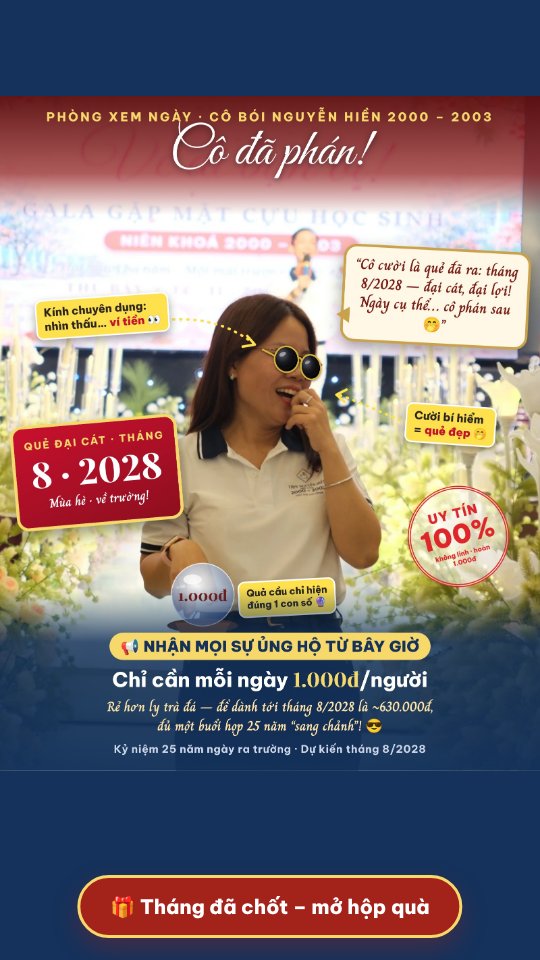 PHÒNG XEM NGÀY · CÔ BÓI NGUYỄN HIỀN 2000 – 2003
Cô đã phán!
GALA GẶP MẶT CỰU HỌC SINH
NIÊN KHOÁ 2000
03
“Cô cười là quẻ đã ra: tháng
8/2028 — đại cát, đại lợi!
Ngày cụ thể... cô phán sau
🤭”
Kính chuyên dụng:
nhìn thấu... ví tiền 👀
Cười bí hiểm
= quẻ đẹp 🤭
QUẺ ĐẠI CÁT · THÁNG
8 · 2028
Mùa hè · về trường!
UY TÍN
100%
không linh · hoàn
1.000đ
1.000đ
Quả cầu chỉ hiện
đúng 1 con số 🔮
📢 NHẬN MỌI SỰ ỦNG HỘ TỪ BÂY GIỜ
Chỉ cần mỗi ngày 1.000đ/người
Rẻ hơn ly trà đá — để dành tới tháng 8/2028 là ~630.000đ,
đủ một buổi họp 25 năm “sang chảnh”! 😎
Kỷ niệm 25 năm ngày ra trường · Dự kiến tháng 8/2028
🎁 Tháng đã chốt – mở hộp quà